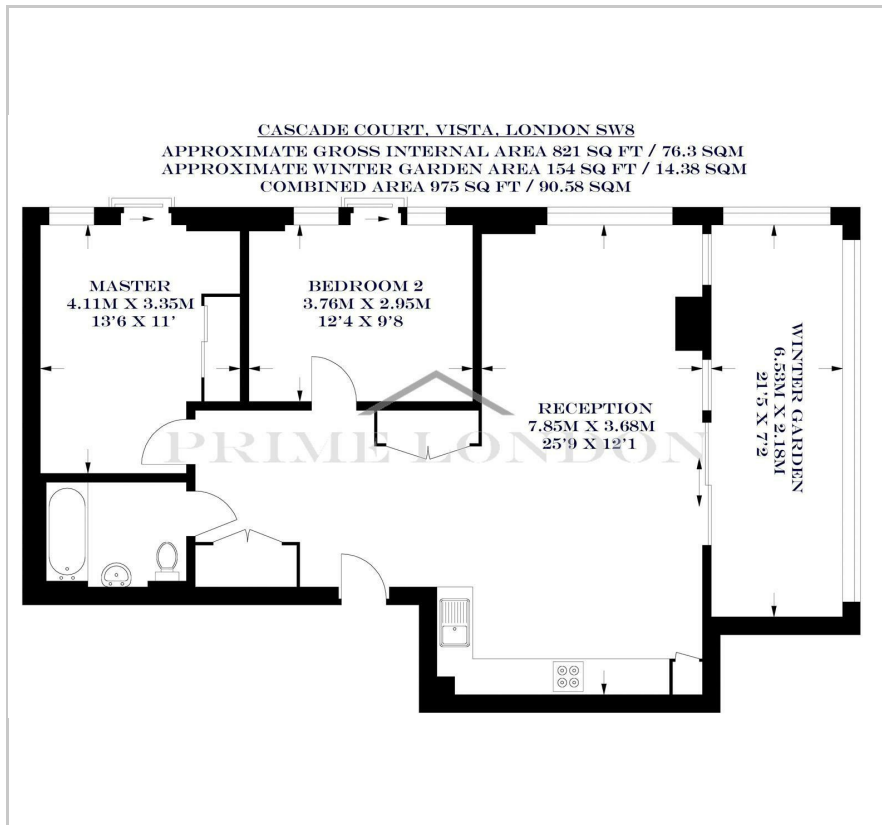 CASCADE COURT, VISTA, LONDON SW8
APPROXIMATE GROSS INTERNAL AREA 821 SQ FT / 76.3 SQM
APPROXIMATE WINTER GARDEN AREA 154 SQ FT / 14.38 SQM
COMBINED AREA 975 SQ FT / 90.58 SQM
MASTER
4.11M X 3.35M
13'6 X 11'
BEDROOM 2
3.76M X 2.95M
12'4 X 9'8
RECEPTION
7.85M X 3.68M
25'9 X 12'1
WINTER GARDEN
6.53M X 2.18M
21'5 X 7'2
PRIME LONDON